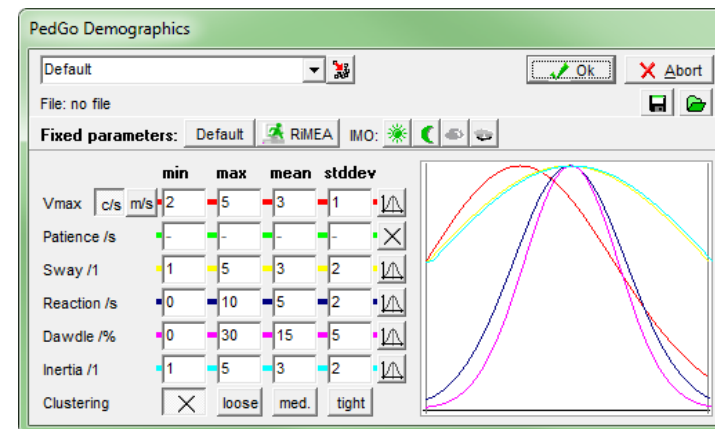 PedGo Demographics
Default
Ok Abort
File: no file
Fixed parameters: Default RiMEA IMO:
min max mean stddev
Vmax c/s m/s 2 5 3 1
Patience /s - - - -
Sway /1 1 5 3 2
Reaction /s 0 10 5 2
Dawdle /% 0 30 15 5
Inertia /1 1 5 3 2
Clustering loose med. tight